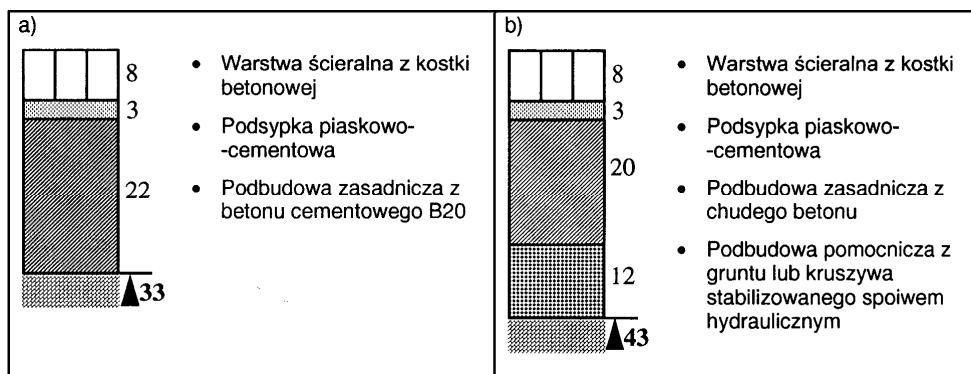 a)
8
3
22
33
• Warstwa ścieralna z kostki
betonowej
• Podsypka piaskowo-
-cementowa
• Podbudowa zasadnicza z
betonu cementowego B20
b)
8
3
20
12
43
• Warstwa ścieralna z kostki
betonowej
• Podsypka piaskowo-
-cementowa
• Podbudowa zasadnicza z
chudego betonu
• Podbudowa pomocnicza z
gruntu lub kruszywa
stabilizowanego spoiwem
hydraulicznym